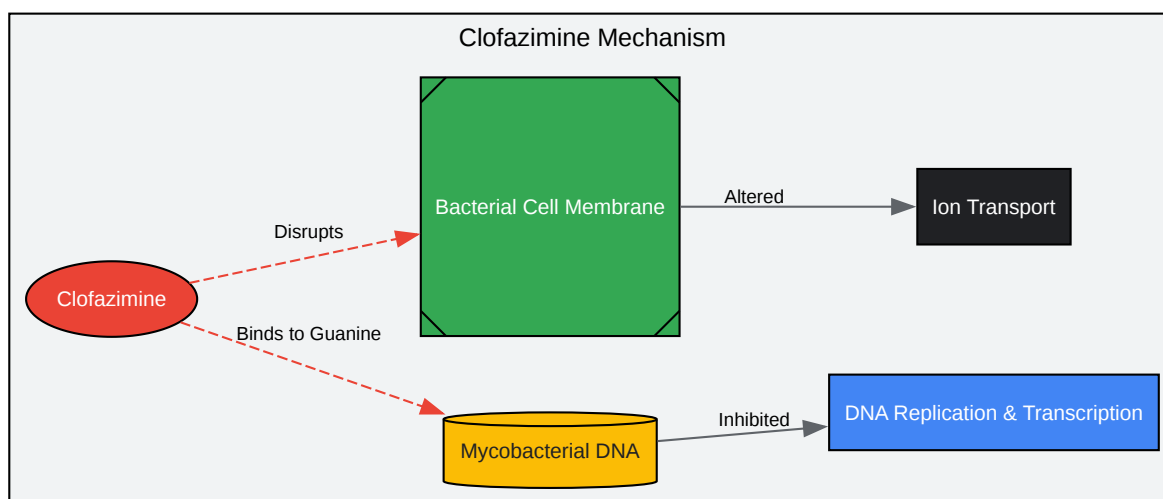 Clofazimine Mechanism
Bacterial Cell Membrane
Altered
Ion Transport
Disrupts
Clofazimine
Binds to Guanine
Mycobacterial DNA
Inhibited
DNA Replication & Transcription